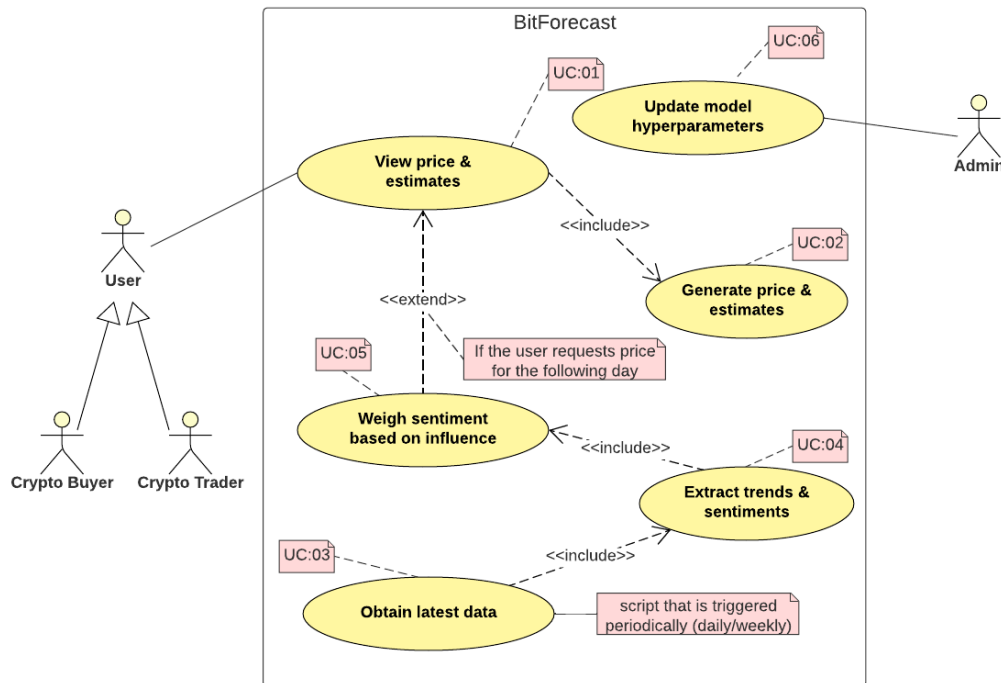 BitForecast
UC:06
UC:01
Update model
hyperparameters
Admin
View price &
estimates
<<include>>
User
UC:02
Generate price &
estimates
<<extend>>
If the user requests price
for the following day
UC:05
Weigh sentiment
based on influence
<<include>>
UC:04
Crypto Buyer
Crypto Trader
Extract trends &
sentiments
UC:03
<<include>>
Obtain latest data
script that is triggered
periodically (daily/weekly)